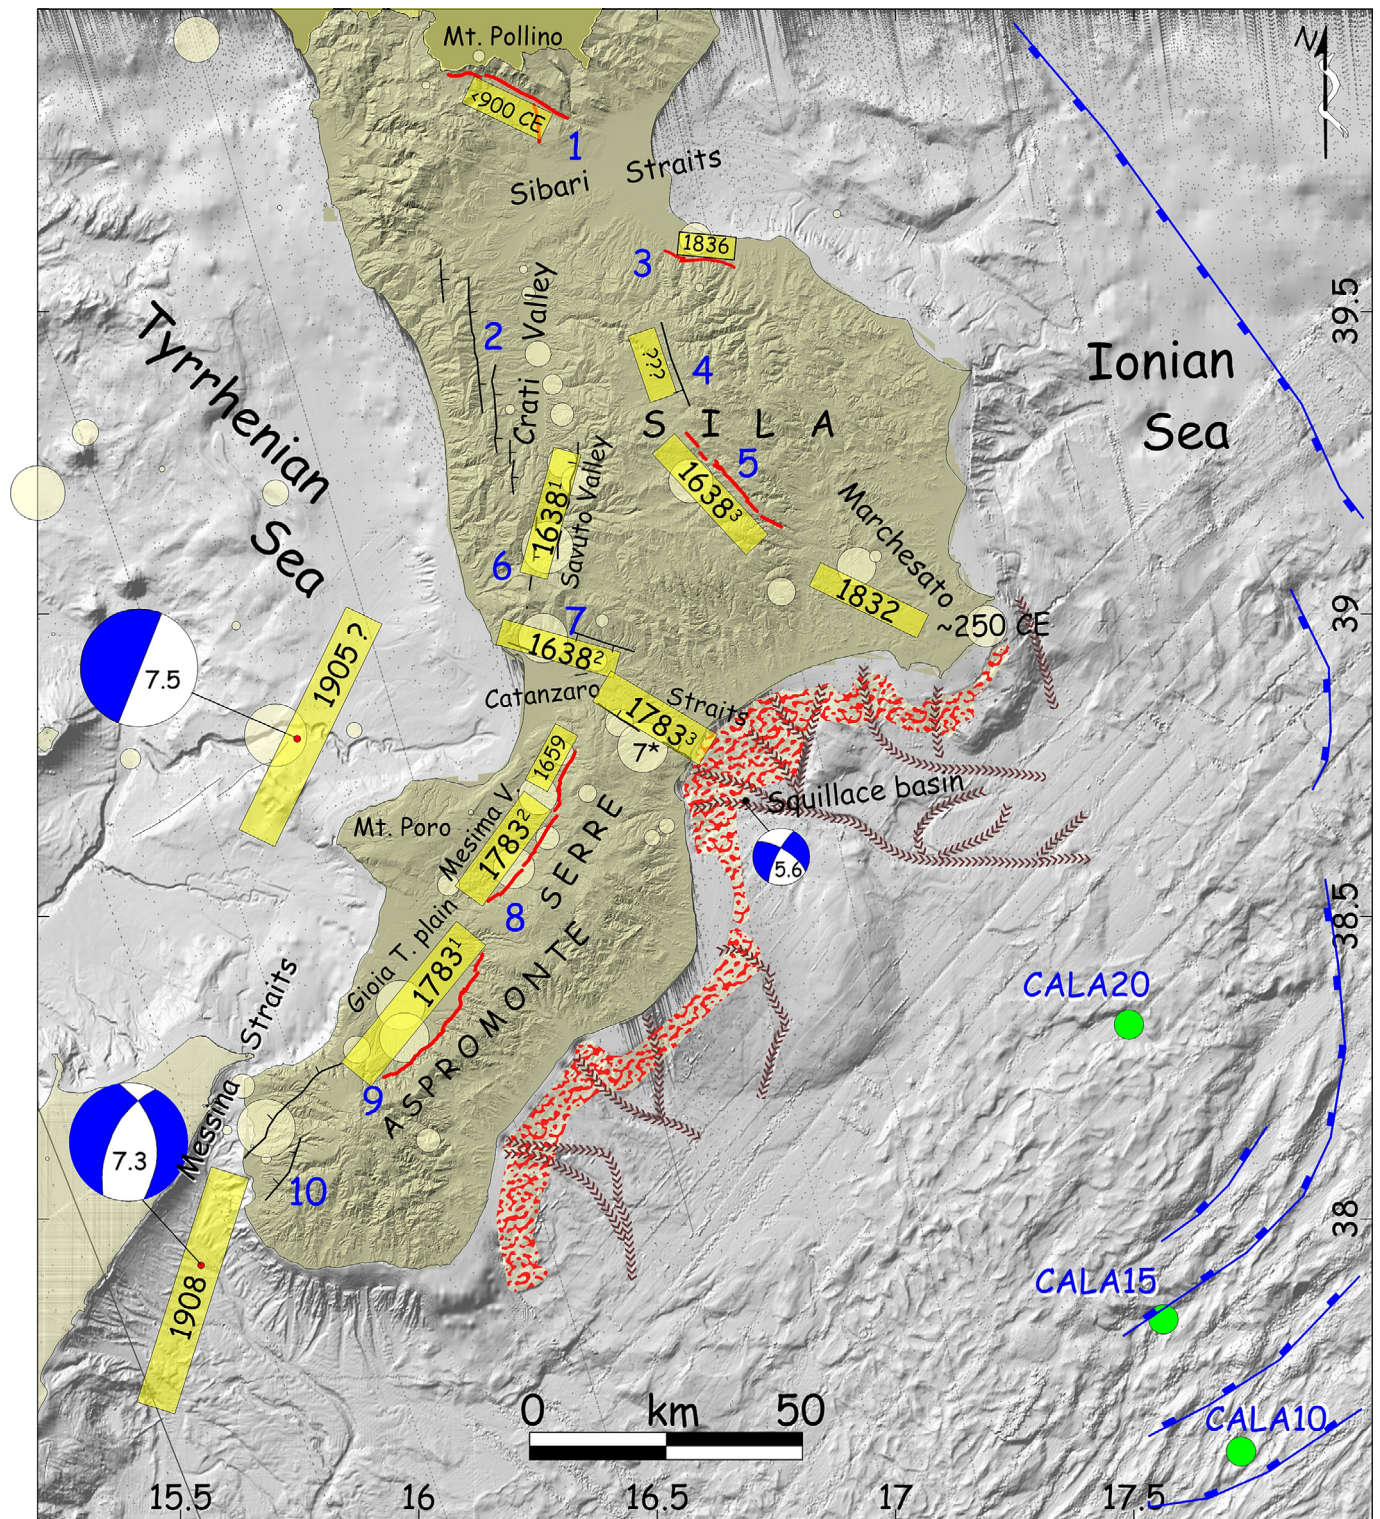 Mt. Pollino
N
<900 CE
1
Straits
Sibari
1836
3
Valley
39.5
2
Tyrrhenian
Sea
???
4
Ionian
Sea
Crati
S I L A
5
1638³
1638¹
Savuto Valley
Marchesato
6
1832
39
7
~250 CE
1905 ?
1638²
7.5
Catanzaro
Straits
1783³
7*
1659
Squillace basin
Mt. Poro
Mesima V.
1783²
SERRE
5.6
8
38.5
Gioia T. plain
1783¹
ASPROMONTE
CALA20
Straits
Messina
9
7.3
10
38
CALA15
1908
0 km 50
CALA10
15.5 16 16.5 17 17.5